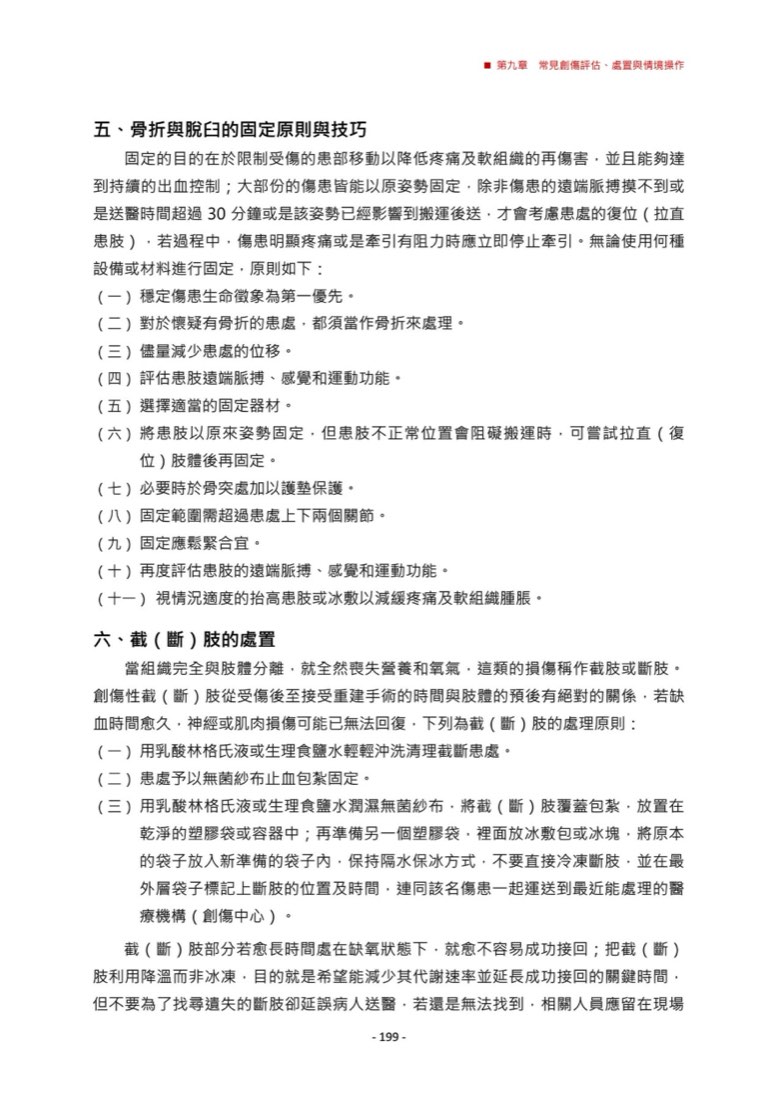 ■ 第九章　常見創傷評估、處置與情境操作
五、骨折與脫臼的固定原則與技巧
固定的目的在於限制受傷的患部移動以降低疼痛及軟組織的再傷害，並且能夠達
到持續的出血控制；大部份的傷患皆能以原姿勢固定，除非傷患的遠端脈搏摸不到或
是送醫時間超過 30 分鐘或是該姿勢已經影響到搬運後送，才會考慮患處的復位（拉直
患肢），若過程中，傷患明顯疼痛或是牽引有阻力時應立即停止牽引。無論使用何種
設備或材料進行固定，原則如下：
（一）穩定傷患生命徵象為第一優先。
（二）對於懷疑有骨折的患處，都須當作骨折來處理。
（三）儘量減少患處的位移。
（四）評估患肢遠端脈搏、感覺和運動功能。
（五）選擇適當的固定器材。
（六）將患肢以原來姿勢固定，但患肢不正常位置會阻礙搬運時，可嘗試拉直（復
位）肢體後再固定。
（七）必要時於骨突處加以護墊保護。
（八）固定範圍需超過患處上下兩個關節。
（九）固定應鬆緊合宜。
（十）再度評估患肢的遠端脈搏、感覺和運動功能。
（十一）視情況適度的抬高患肢或冰敷以減緩疼痛及軟組織腫脹。
六、截（斷）肢的處置
當組織完全與肢體分離，就全然喪失營養和氧氣，這類的損傷稱作截肢或斷肢。
創傷性截（斷）肢從受傷後至接受重建手術的時間與肢體的預後有絕對的關係，若缺
血時間愈久，神經或肌肉損傷可能已無法回復，下列為截（斷）肢的處理原則：
（一）用乳酸林格氏液或生理食鹽水輕輕沖洗清理截斷患處。
（二）患處予以無菌紗布止血包紮固定。
（三）用乳酸林格氏液或生理食鹽水潤濕無菌紗布，將截（斷）肢覆蓋包紮，放置在
乾淨的塑膠袋或容器中；再準備另一個塑膠袋，裡面放冰敷包或冰塊，將原本
的袋子放入新準備的袋子內，保持隔水保冰方式，不要直接冷凍斷肢，並在最
外層袋子標記上斷肢的位置及時間，連同該名傷患一起運送到最近能處理的醫
療機構（創傷中心）。
截（斷）肢部分若愈長時間處在缺氧狀態下，就愈不容易成功接回；把截（斷）
肢利用降溫而非冰凍，目的就是希望能減少其代謝速率並延長成功接回的關鍵時間，
但不要為了找尋遺失的斷肢卻延誤病人送醫，若還是無法找到，相關人員應留在現場
- 199 -